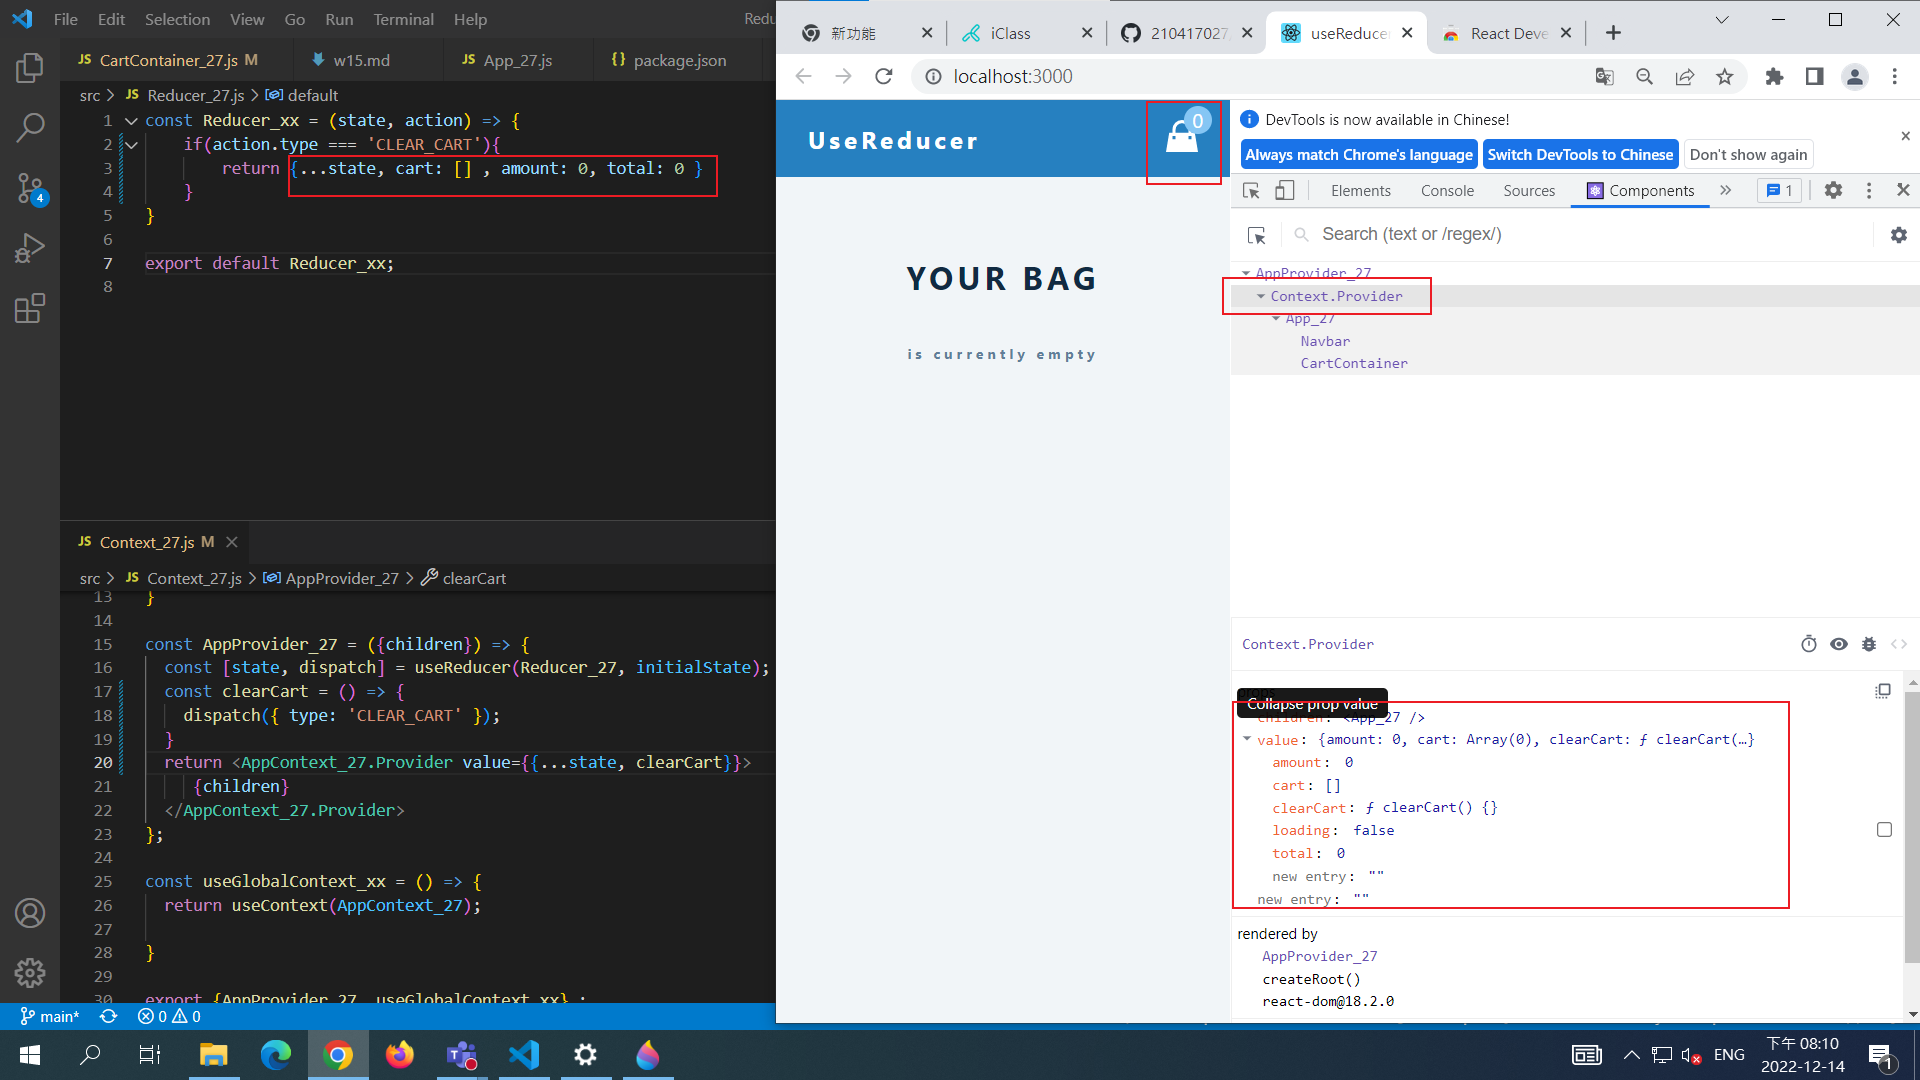 File Edit Selection View Go Run Terminal Help Redu
JS CartContainer_27.js M
w15.md
JS App_27.js
{} package.json
src > JS Reducer_27.js > default
1 const Reducer_xx = (state, action) => {
2 if(action.type === 'CLEAR_CART'){
3 return {...state, cart: [] , amount: 0, total: 0 }
4 }
5 }
6
7 export default Reducer_xx;
8
JS Context_27.js M
src > JS Context_27.js > AppProvider_27 > clearCart
13 }
14
15 const AppProvider_27 = ({children}) => {
16 const [state, dispatch] = useReducer(Reducer_27, initialState);
17 const clearCart = () => {
18 dispatch({ type: 'CLEAR_CART' });
19 }
20 return <AppContext_27.Provider value={{...state, clearCart}}>
21 {children}
22 </AppContext_27.Provider>
23 };
24
25 const useGlobalContext_xx = () => {
26 return useContext(AppContext_27);
27
28 }
29
30 export {AppProvider_27, useGlobalContext_xx} ;
4
main* 0 0
新功能
iClass
210417027
useReducer
React Deve
localhost:3000
UseReducer
0
YOUR BAG
is currently empty
DevTools is now available in Chinese!
Always match Chrome's language
Switch DevTools to Chinese
Don't show again
Elements Console Sources Components 1
Search (text or /regex/)
AppProvider_27
Context.Provider
App_27
Navbar
CartContainer
Context.Provider
props
Collapse prop value
children: <App_27 />
value: {amount: 0, cart: Array(0), clearCart: ƒ clearCart(…}
amount: 0
cart: []
clearCart: ƒ clearCart() {}
loading: false
total: 0
new entry: ""
new entry: ""
rendered by
AppProvider_27
createRoot()
react-dom@18.2.0
ENG
下午 08:10
2022-12-14
1